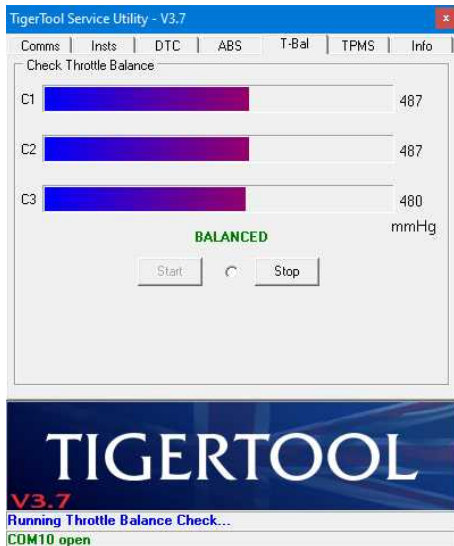 TigerTool Service Utility - V3.7 x
Comms Insts DTC ABS T-Bal TPMS Info
Check Throttle Balance
C1 487
C2 487
C3 480
mmHg
BALANCED
Start Stop
TIGERTOOL
V3.7
Running Throttle Balance Check...
COM10 open